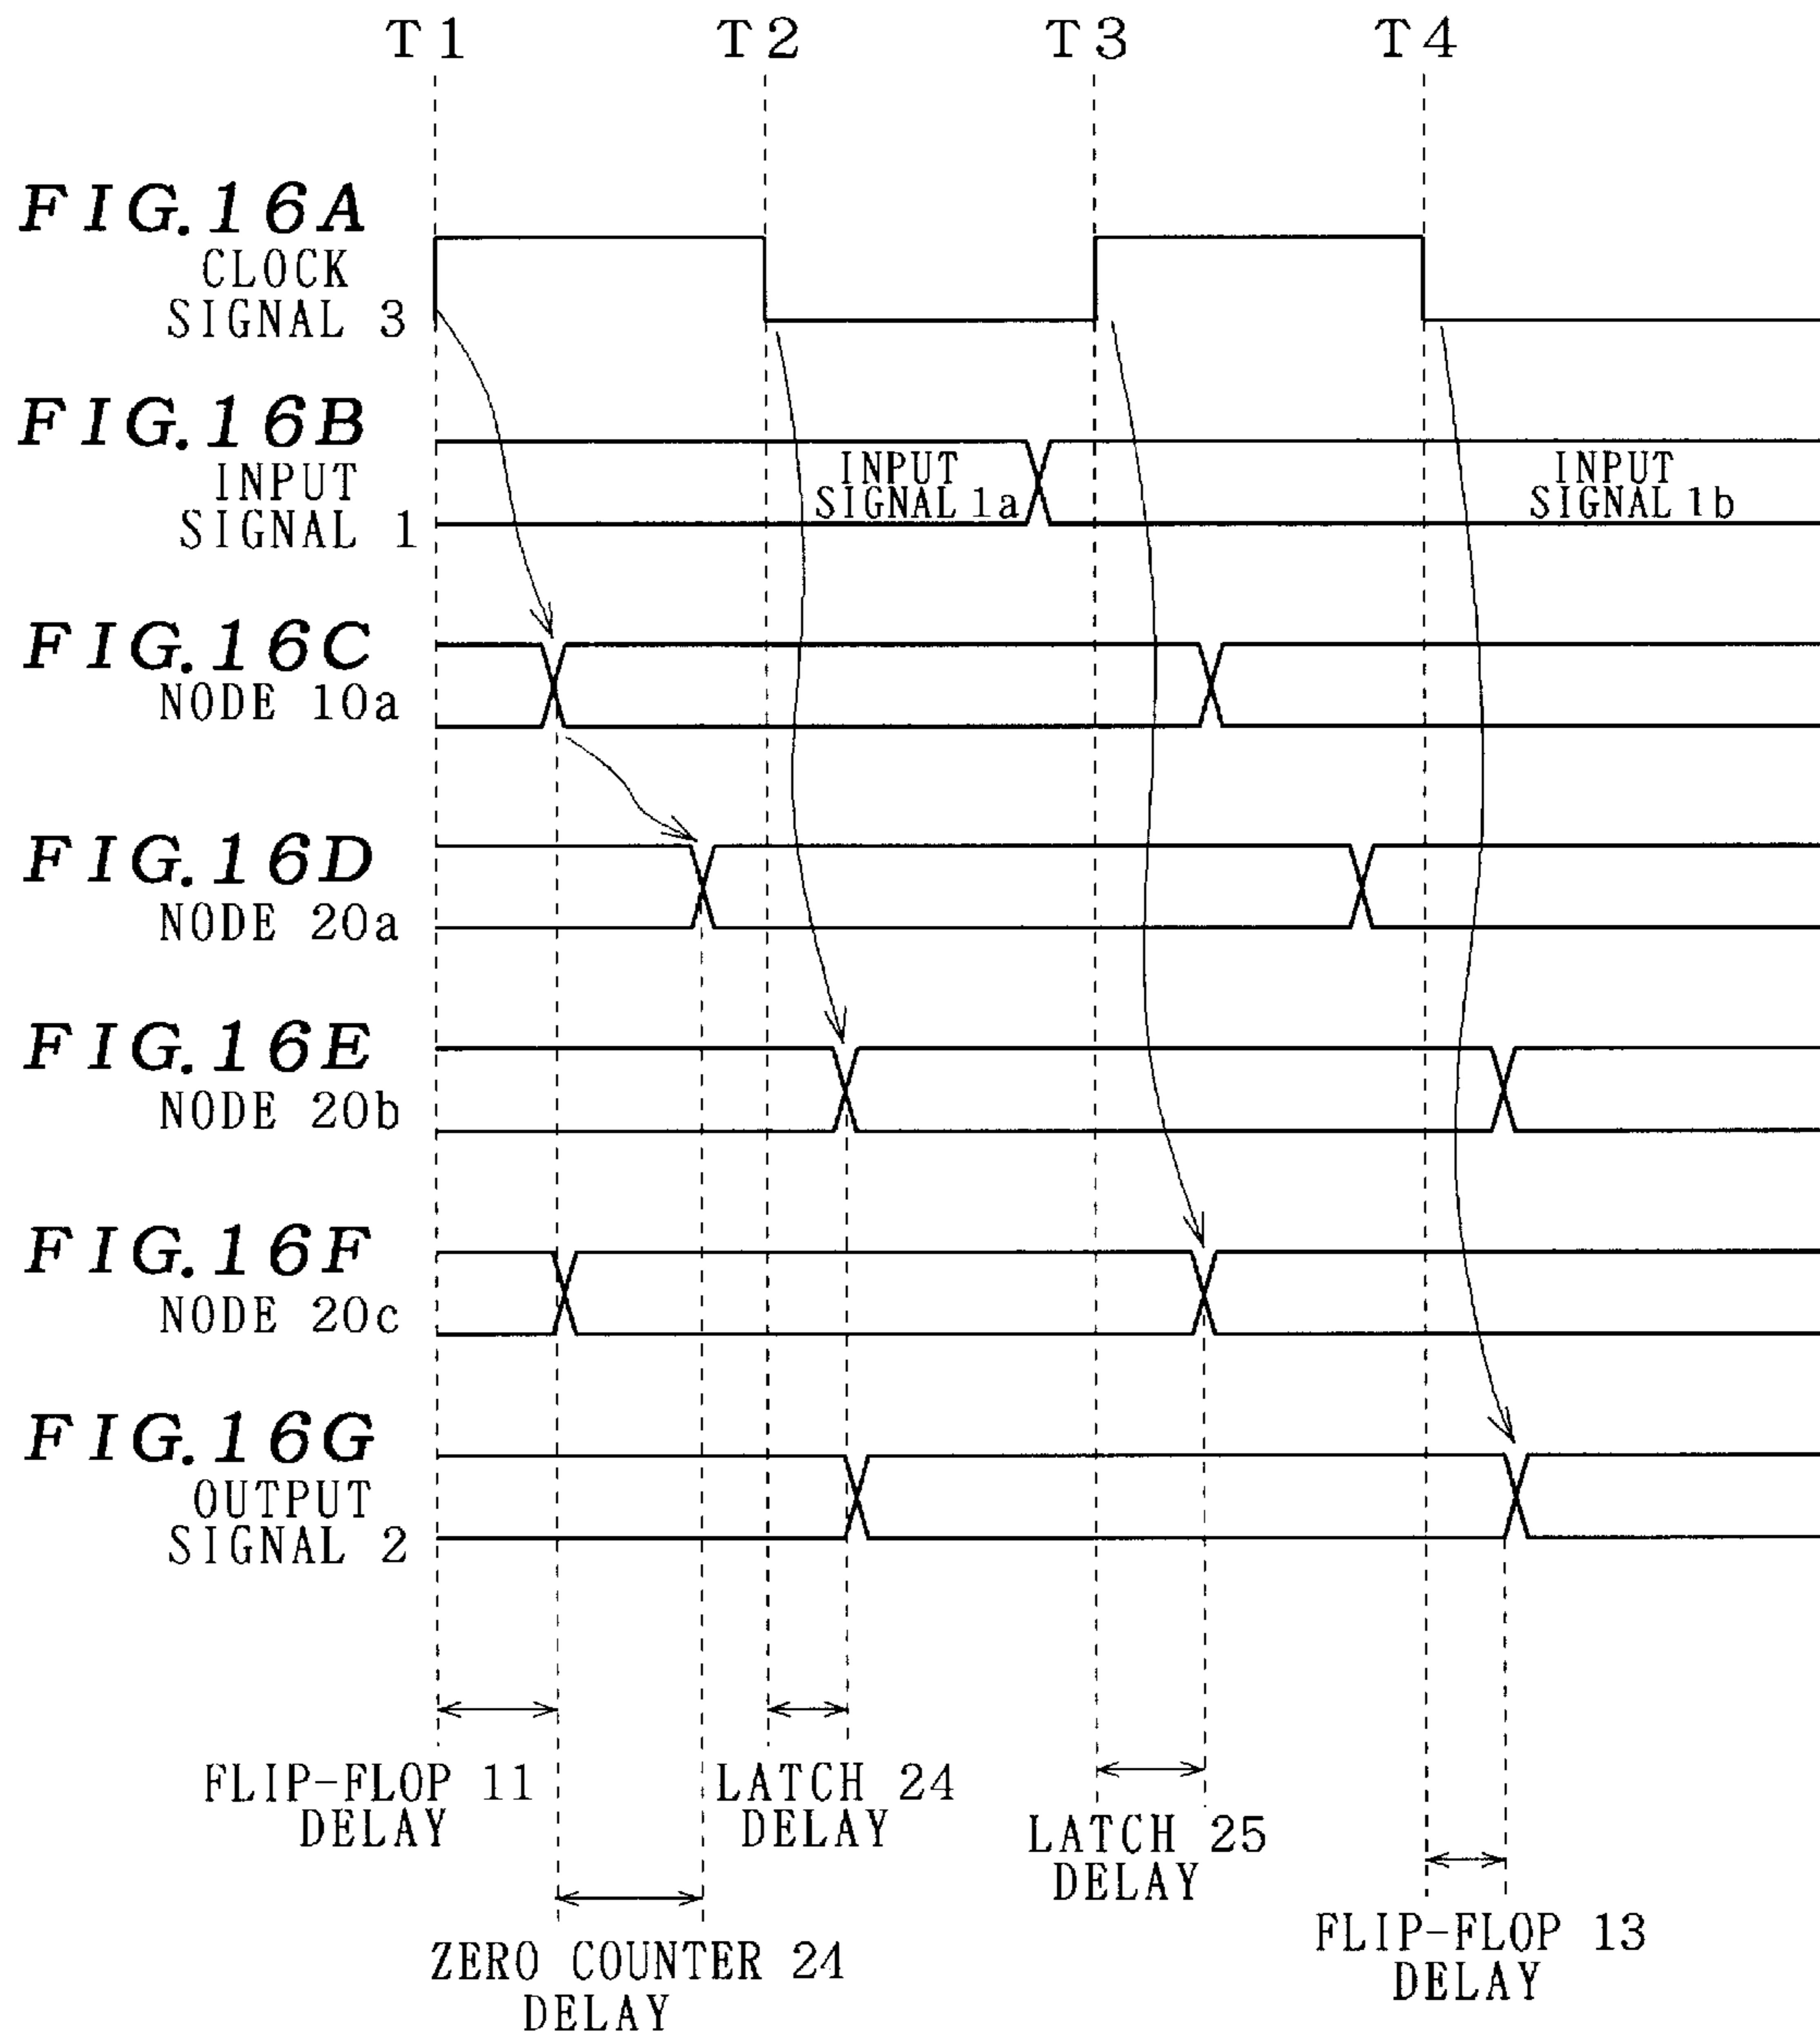 T1 T2 T3 T4
FIG.16A
CLOCK
SIGNAL 3
FIG.16B
INPUT
SIGNAL 1
INPUT
SIGNAL 1a
INPUT
SIGNAL 1b
FIG.16C
NODE 10a
FIG.16D
NODE 20a
FIG.16E
NODE 20b
FIG.16F
NODE 20c
FIG.16G
OUTPUT
SIGNAL 2
FLIP-FLOP 11
DELAY
LATCH 24
DELAY
LATCH 25
DELAY
ZERO COUNTER 24
DELAY
FLIP-FLOP 13
DELAY